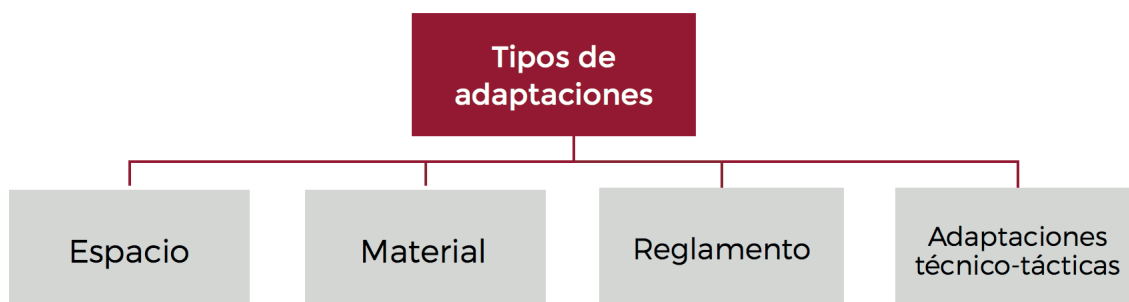 Tipos de
adaptaciones
Espacio
Material
Reglamento
Adaptaciones
técnico-tácticas